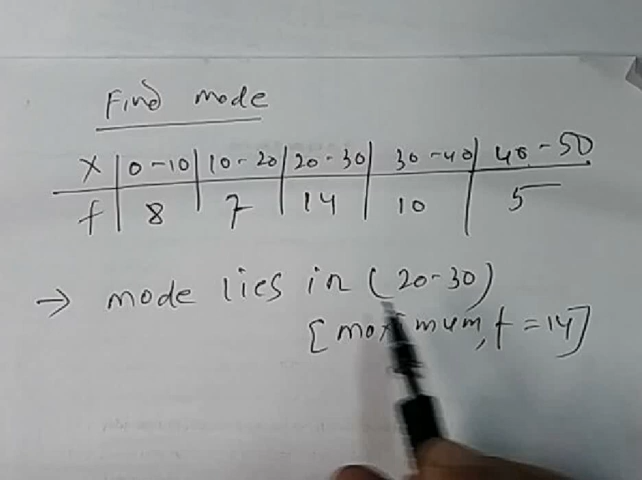 Find mode
X | 0-10 | 10-20 | 20-30 | 30-40 | 40-50
f | 8 | 7 | 14 | 10 | 5
→ mode lies in (20-30)
[maximum, f = 14]